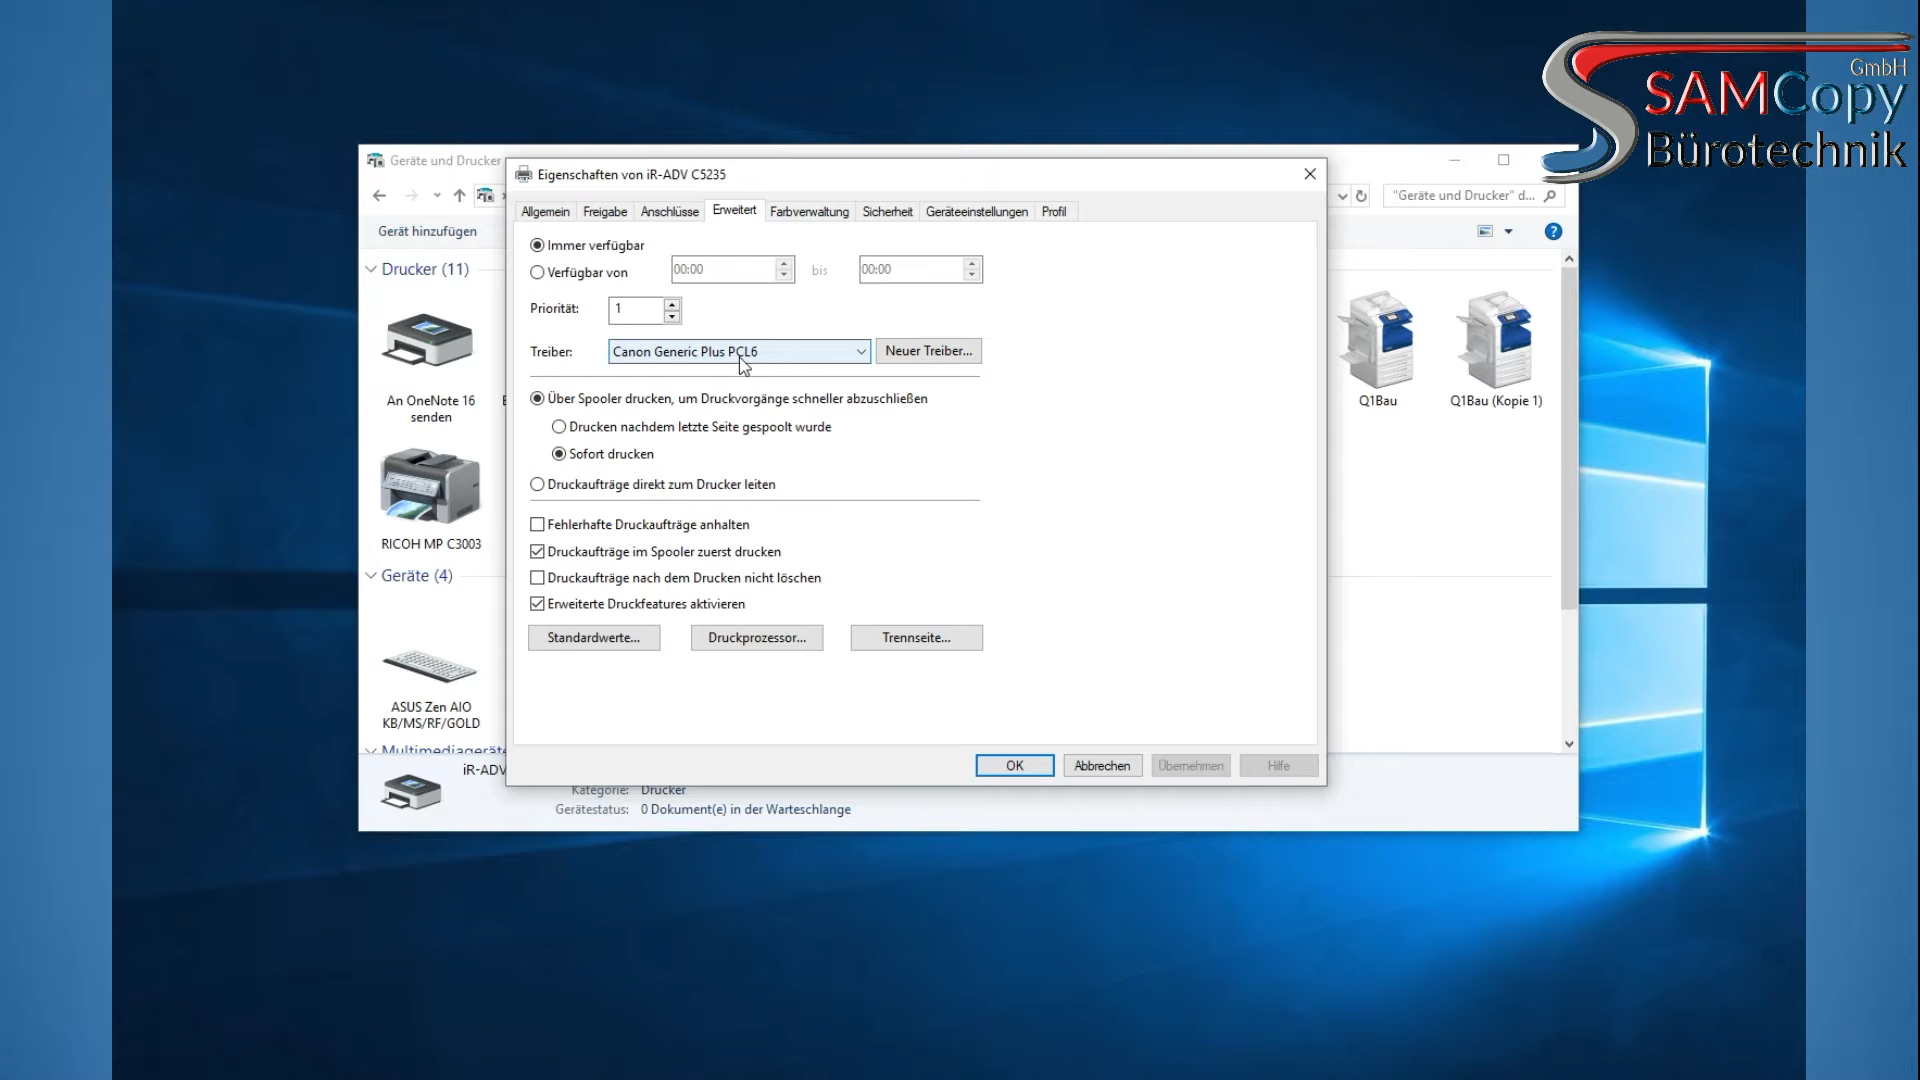 GmbH
SAMCopy
Bürotechnik
Geräte und Drucker
Eigenschaften von iR-ADV C5235
"Geräte und Drucker" d...
Allgemein Freigabe Anschlüsse Erweitert Farbverwaltung Sicherheit Geräteeinstellungen Profil
Gerät hinzufügen
Immer verfügbar
Drucker (11)
Verfügbar von 00:00 bis 00:00
Priorität: 1
Treiber: Canon Generic Plus PCL6 Neuer Treiber...
An OneNote 16
senden
Q1Bau
Q1Bau (Kopie 1)
Über Spooler drucken, um Druckvorgänge schneller abzuschließen
Drucken nachdem letzte Seite gespoolt wurde
Sofort drucken
Druckaufträge direkt zum Drucker leiten
Fehlerhafte Druckaufträge anhalten
RICOH MP C3003
Druckaufträge im Spooler zuerst drucken
Geräte (4)
Druckaufträge nach dem Drucken nicht löschen
Erweiterte Druckfeatures aktivieren
Standardwerte... Druckprozessor... Trennseite...
ASUS Zen AIO
KB/MS/RF/GOLD
Multimediageräte
OK Abbrechen Übernehmen Hilfe
iR-ADV
Kategorie: Drucker
Gerätestatus: 0 Dokument(e) in der Warteschlange